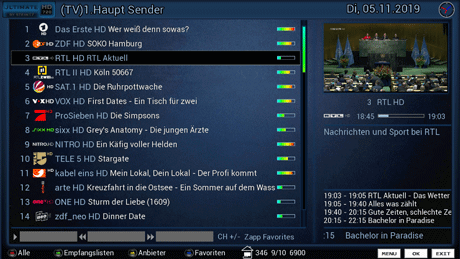 ULTIMATE HD
(TV)1 Haupt Sender
Di, 05.11.2019
1 Das Erste HD Wer weiß denn sowas?
2 ZDF HD SOKO Hamburg
3 RTL HD RTL Aktuell
4 RTL II HD Köln 50667
5 SAT.1 HD Die Ruhrpottwache
6 VOX HD First Dates - Ein Tisch für zwei
7 ProSieben HD Die Simpsons
8 sixx HD Grey's Anatomy - Die jungen Ärzte
9 NITRO HD Ein Käfig voller Helden
10 TELE 5 HD Stargate
11 kabel eins HD Mein Lokal, Dein Lokal - Der Profi kommt
12 arte HD Kreuzfahrt in die Ostsee - Ein Sommer auf dem Wass
13 ONE HD Sturm der Liebe (1609)
14 zdf_neo HD Dinner Date
3 RTL HD
18:45 19:03
Nachrichten und Sport bei RTL
19:03 - 19:05 RTL Aktuell - Das Wetter
19:05 - 19:40 Alles was zählt
19:40 - 20:15 Gute Zeiten, schlechte Ze
20:15 - 22:15 Bachelor in Paradise
:15 Bachelor in Paradise
CH +/- Zapp Favorites
Alle Empfangslisten Anbieter Favoriten 346 9/10 6900 MENU OK EXIT